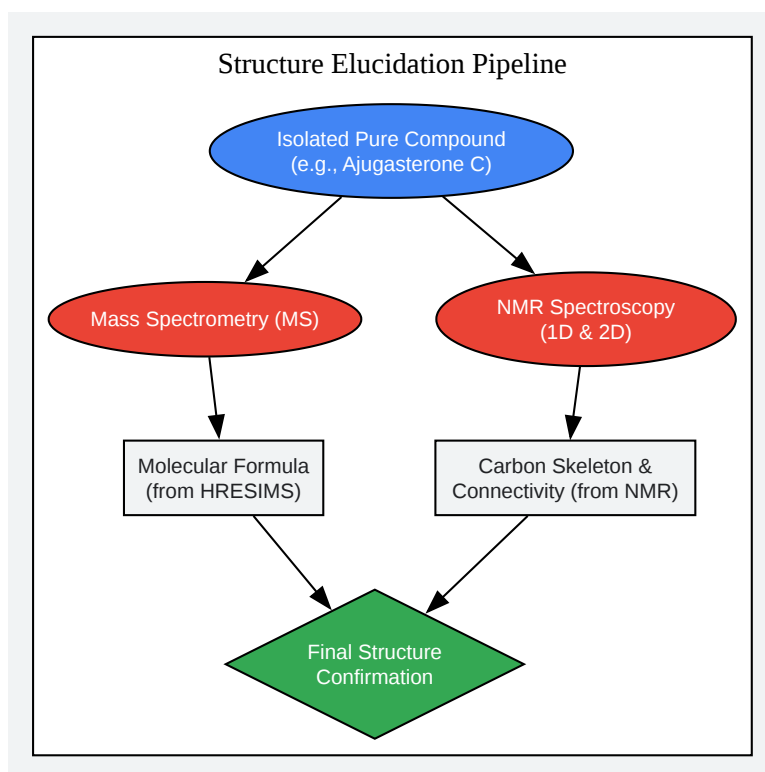 Structure Elucidation Pipeline
Isolated Pure Compound
(e.g., Ajugasterone C)
Mass Spectrometry (MS)
NMR Spectroscopy
(1D & 2D)
Molecular Formula
(from HRESIMS)
Carbon Skeleton &
Connectivity (from NMR)
Final Structure
Confirmation